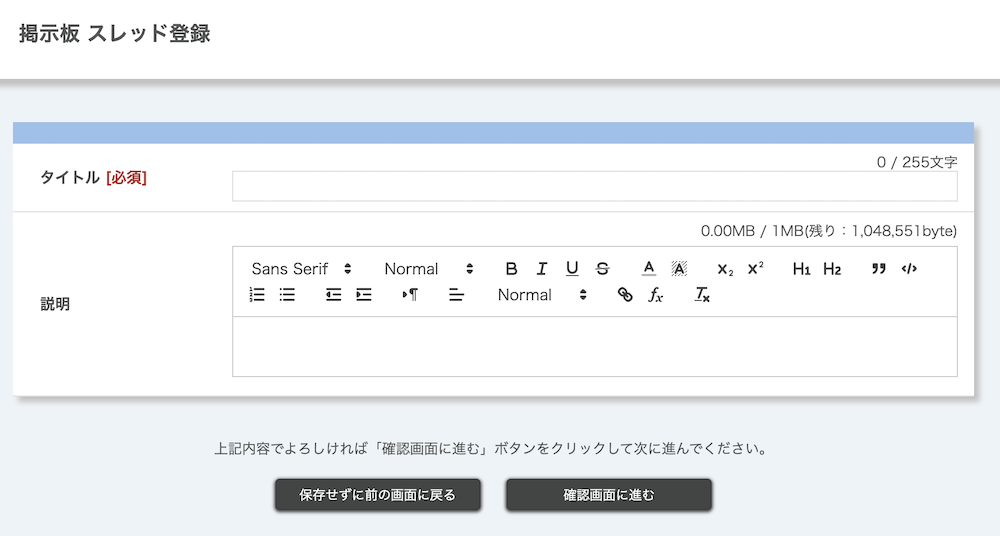 掲示板 スレッド登録
0 / 255文字
タイトル [必須]
0.00MB / 1MB(残り：1,048,551byte)
Sans Serif Normal B I U S A A x₂ x² H1 H2 ” </>
Normal fx Tx
説明
上記内容でよろしければ「確認画面に進む」ボタンをクリックして次に進んでください。
保存せずに前の画面に戻る 確認画面に進む